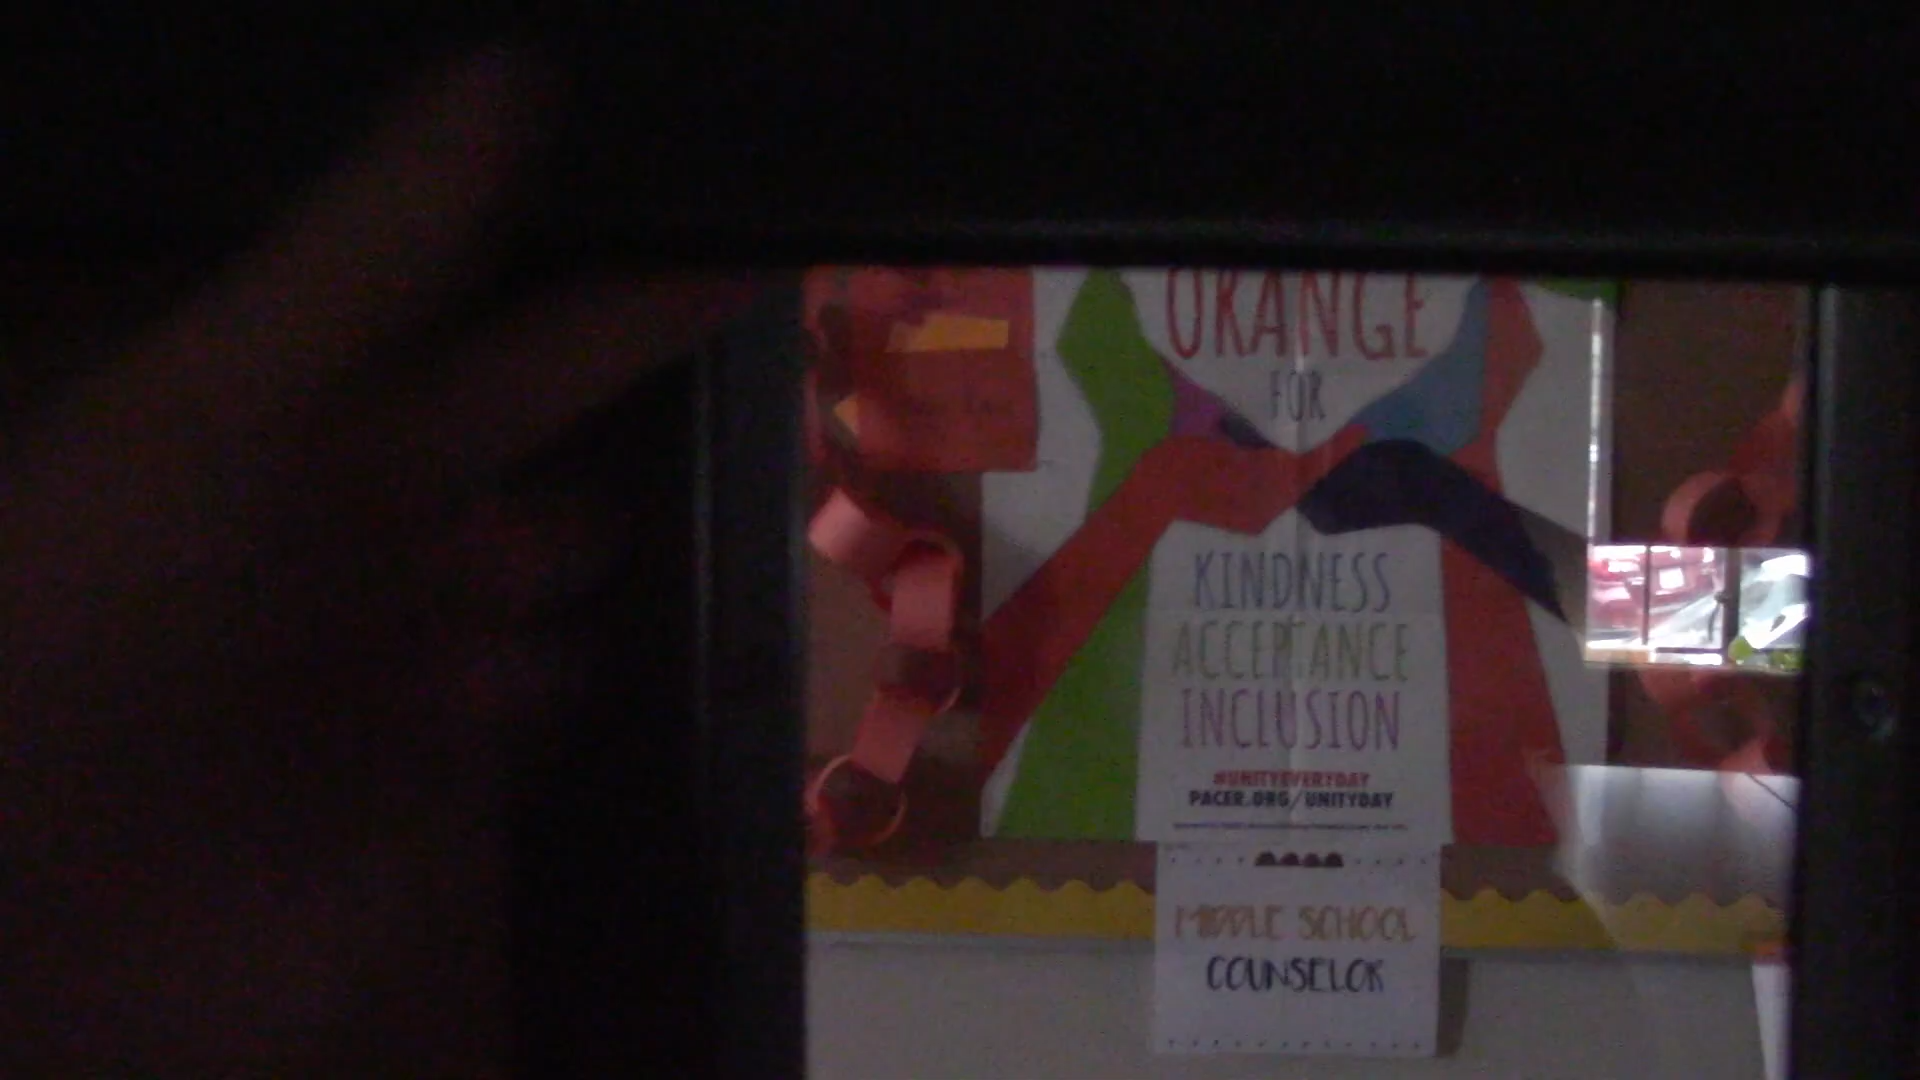 ORANGE
FOR
KINDNESS
ACCEPTANCE
INCLUSION
#UNITYEVERYDAY
PACER.ORG/UNITYDAY
MIDDLE SCHOOL
COUNSELOR